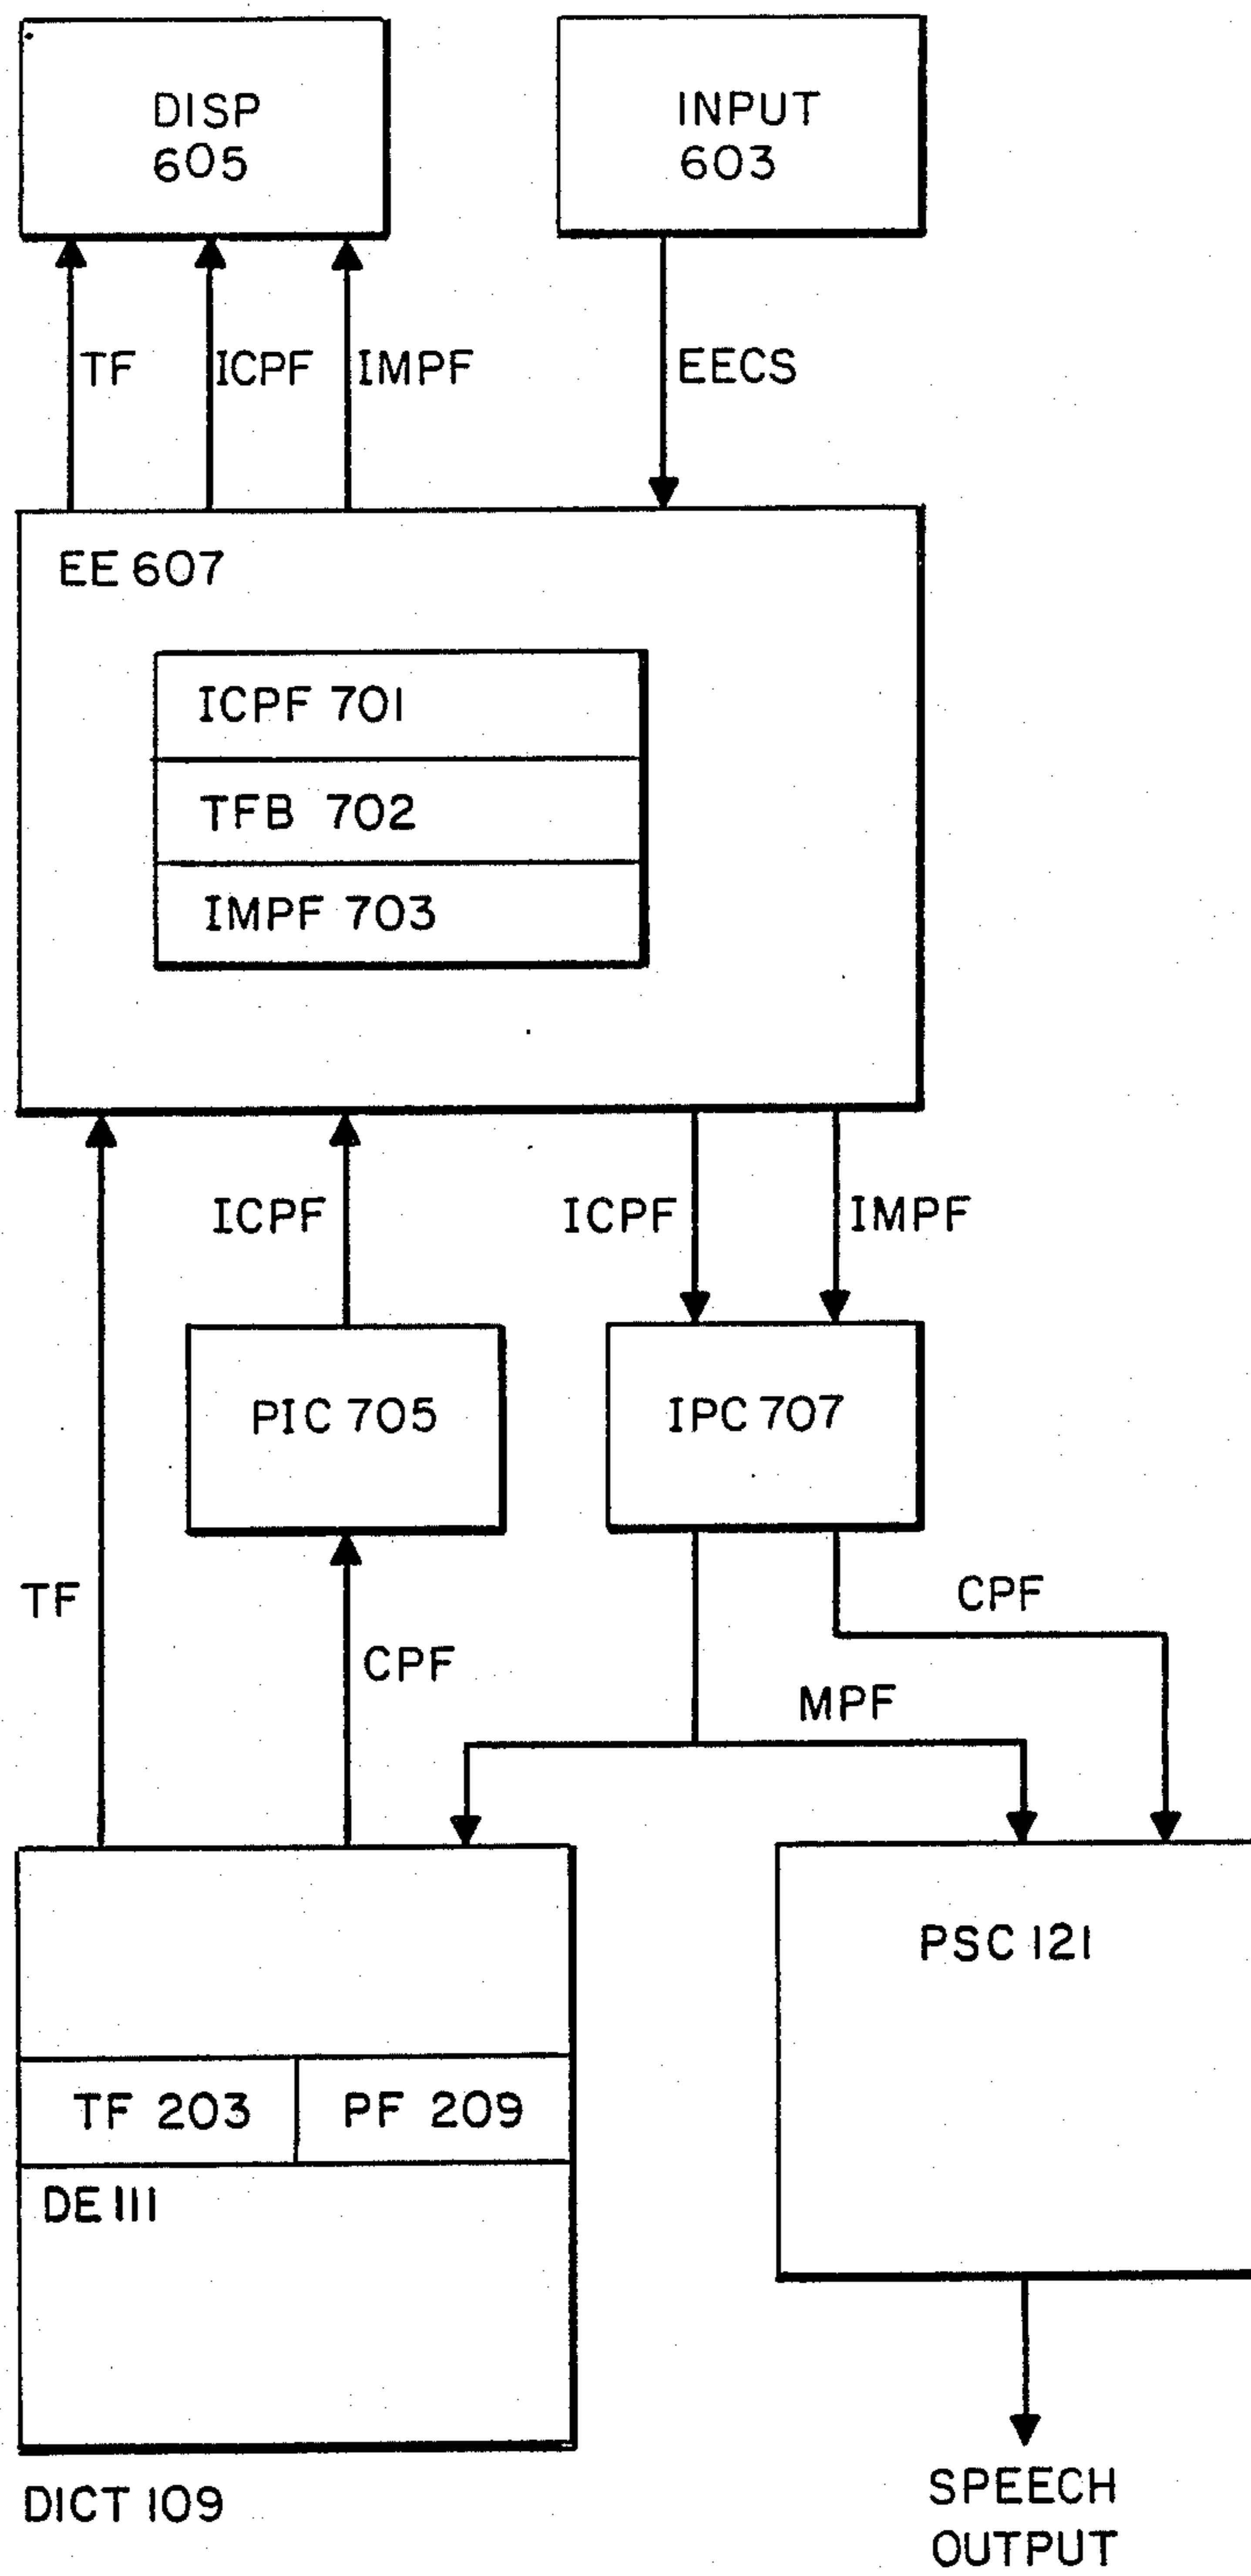 DISP
605
INPUT
603
TF
ICPF
IMPF
EECS
EE 607
ICPF 701
TFB 702
IMPF 703
ICPF
ICPF
IMPF
PIC 705
IPC 707
TF
CPF
CPF
MPF
PSC 121
TF 203
PF 209
DE 111
DICT 109
SPEECH
OUTPUT